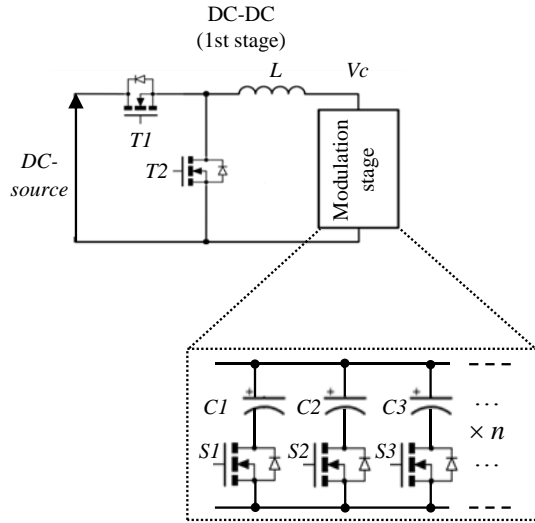 DC-DC
(1st stage)
L
Vc
T1
DC-
source
T2
Modulation
stage
+
+
+
C1
C2
C3
...
× n
S1
S2
S3
...